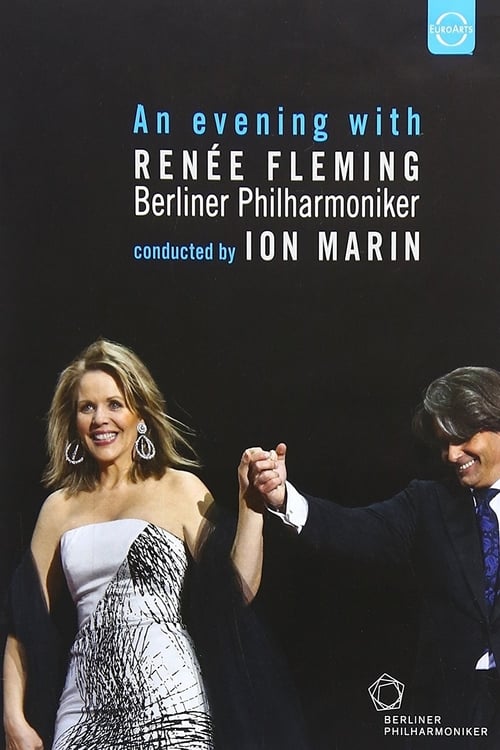 EUROARTS
An evening with
RENÉE FLEMING
Berliner Philharmoniker
conducted by ION MARIN
BERLINER
PHILHARMONIKER